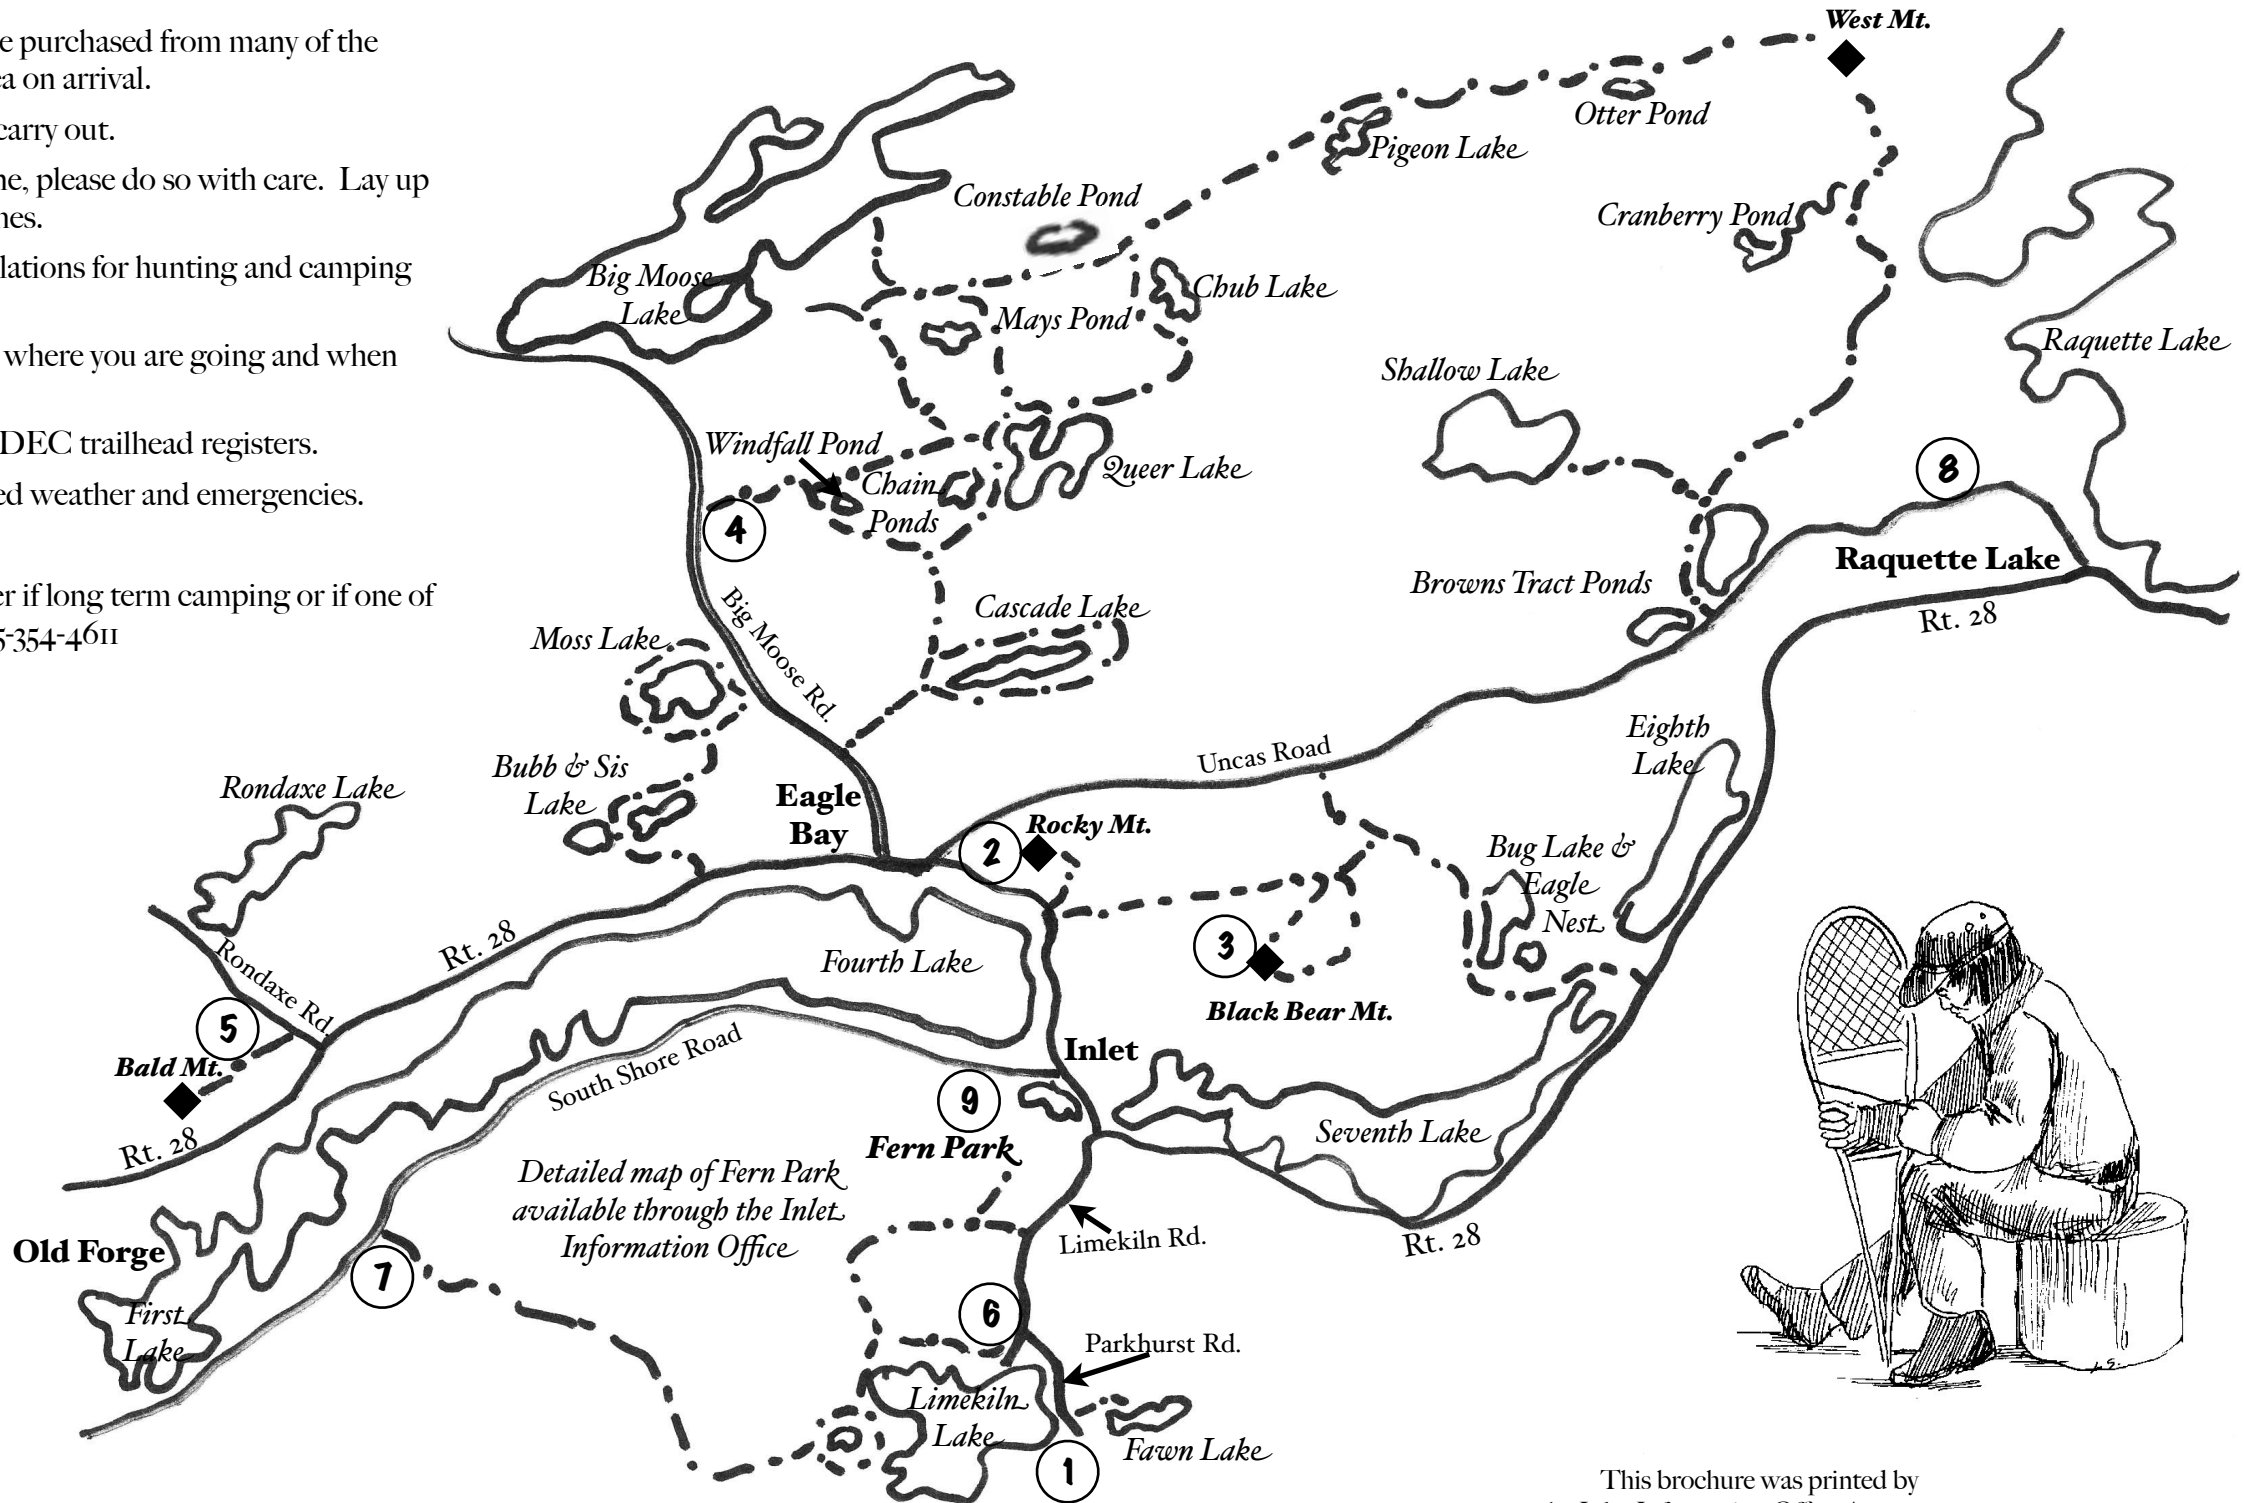 e purchased from many of the
ea on arrival.
carry out.
ne, please do so with care. Lay up
nes.
lations for hunting and camping
where you are going and when
DEC trailhead registers.
ed weather and emergencies.
er if long term camping or if one of
5-354-4611
West Mt.
Otter Pond
Pigeon Lake
Constable Pond
Cranberry Pond
Big Moose
Lake
Chub Lake
Mays Pond
Raquette Lake
Shallow Lake
Windfall Pond
Queer Lake
Chain
Ponds
8
4
Raquette Lake
Browns Tract Ponds
Rt. 28
Big Moose Rd.
Cascade Lake
Moss Lake
Eighth
Lake
Uncas Road
Bubb & Sis
Lake
Rondaxe Lake
Eagle
Bay
2
Rocky Mt.
Bug Lake &
Eagle
Nest
Rt. 28
3
Fourth Lake
Rondaxe Rd.
Black Bear Mt.
5
Bald Mt.
Inlet
South Shore Road
9
Rt. 28
Seventh Lake
Fern Park
Detailed map of Fern Park
available through the Inlet
Information Office
Limekiln Rd.
Rt. 28
Old Forge
7
First
Lake
6
Parkhurst Rd.
Limekiln
Lake
Fawn Lake
1
L.S.
This brochure was printed by